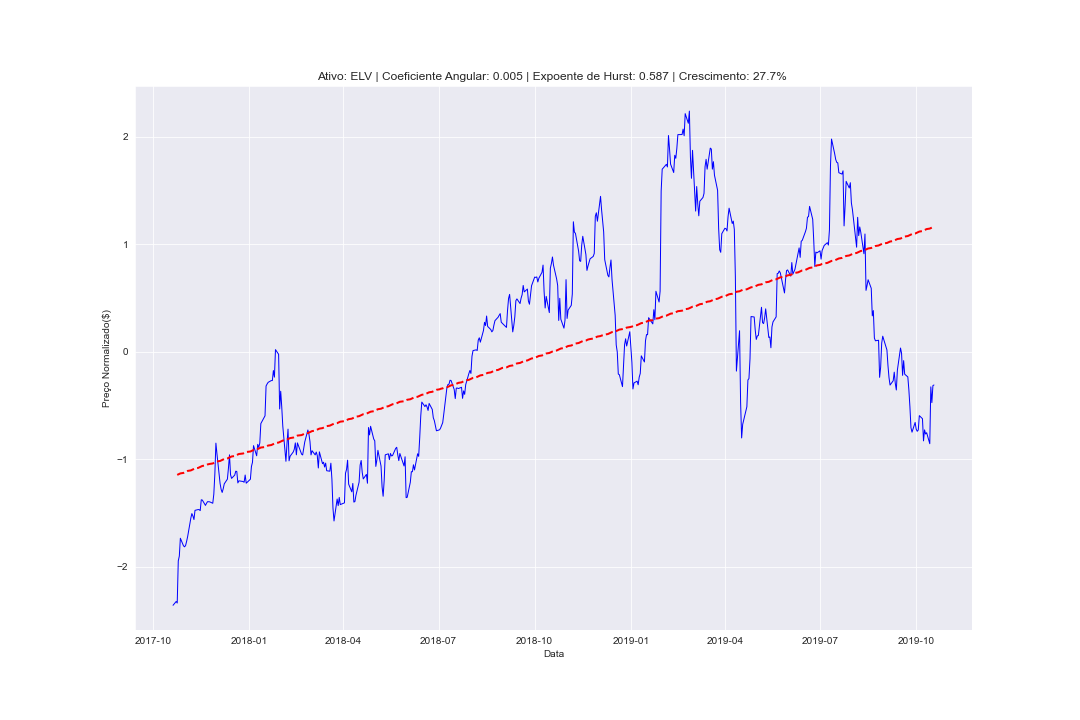 Ativo: ELV | Coeficiente Angular: 0.005 | Expoente de Hurst: 0.587 | Crescimento: 27.7%
Preço Normalizado($)
2
1
0
−1
−2
2017-10 2018-01 2018-04 2018-07 2018-10 2019-01 2019-04 2019-07 2019-10
Data